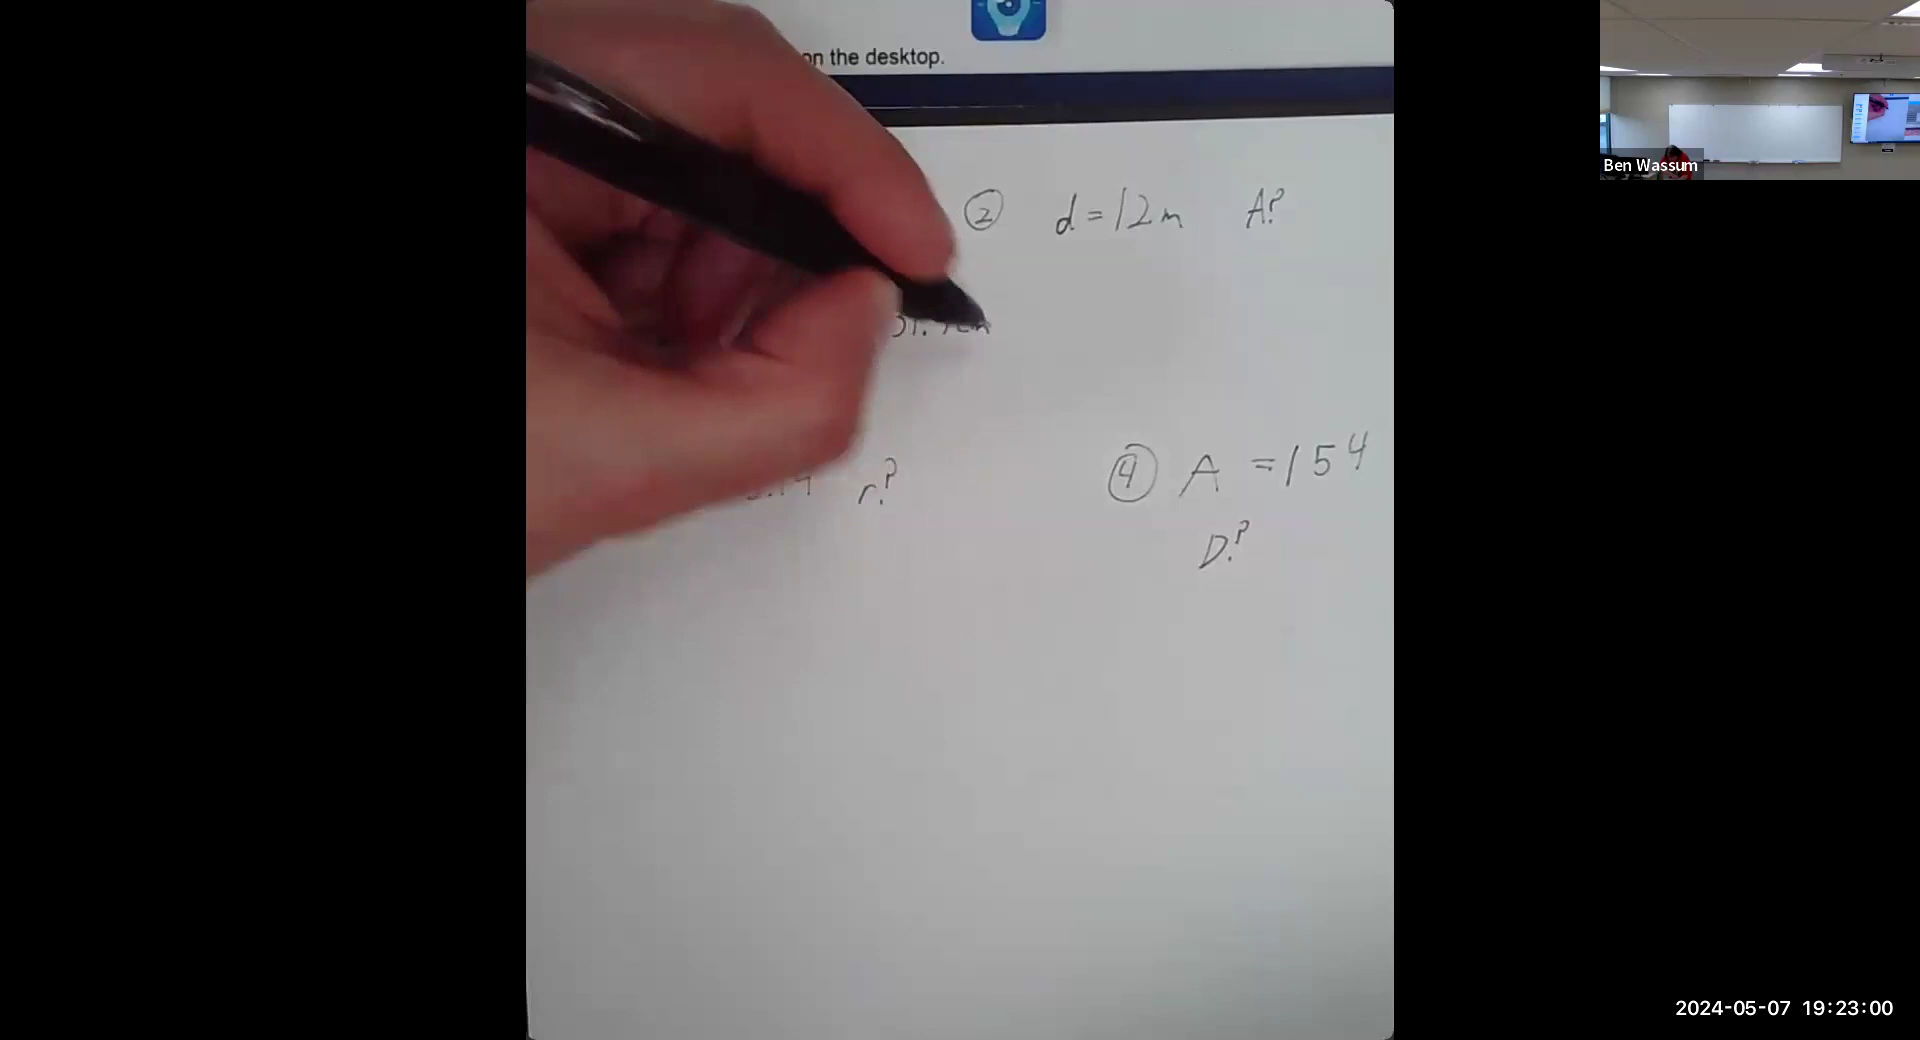 on the desktop.
② d = 12m A?
r?
④ A = 154
D?
Ben Wassum
2024-05-07 19:23:00